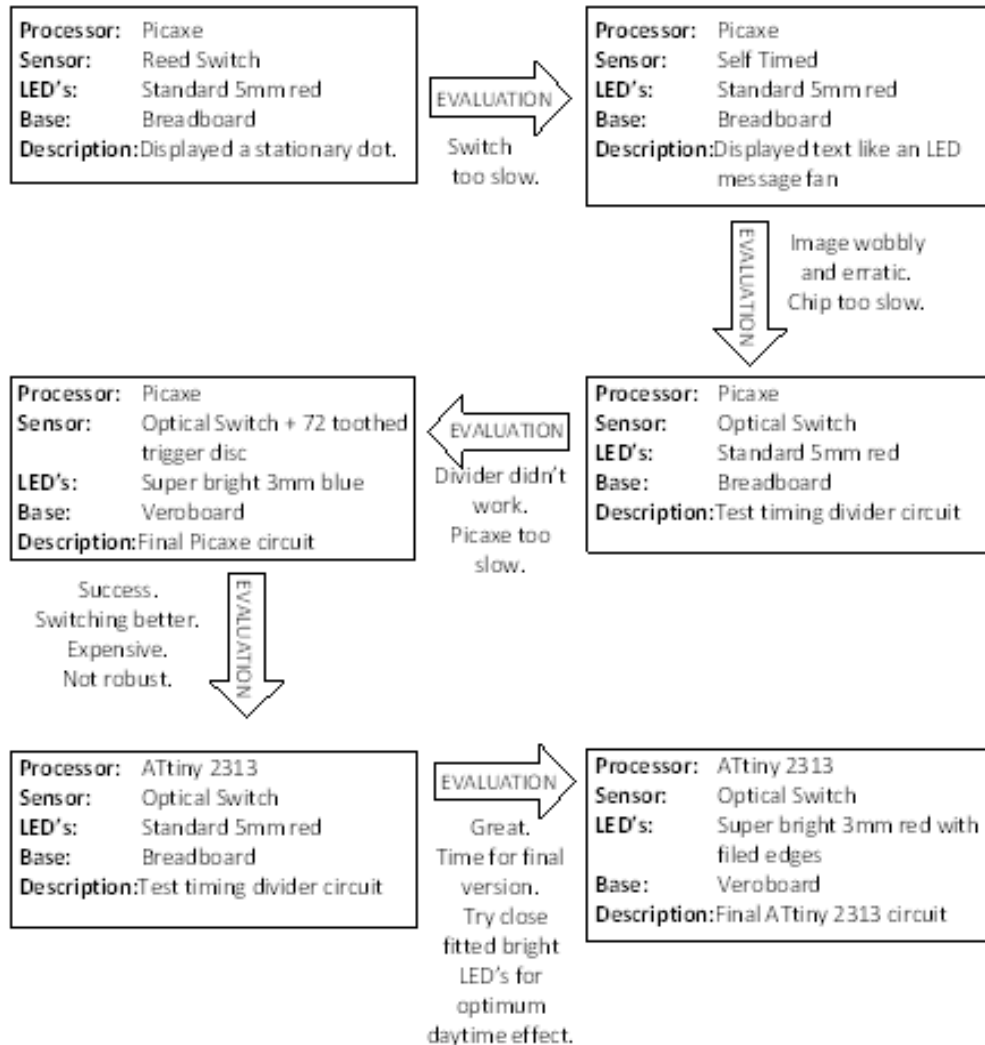 Processor: Picaxe
Sensor: Reed Switch
LED's: Standard 5mm red
Base: Breadboard
Description:Displayed a stationary dot.
EVALUATION
Switch
too slow.
Processor: Picaxe
Sensor: Self Timed
LED's: Standard 5mm red
Base: Breadboard
Description:Displayed text like an LED
message fan
EVALUATION
Image wobbly
and erratic.
Chip too slow.
Processor: Picaxe
Sensor: Optical Switch
LED's: Standard 5mm red
Base: Breadboard
Description:Test timing divider circuit
EVALUATION
Divider didn't
work.
Picaxe too
slow.
Processor: Picaxe
Sensor: Optical Switch + 72 toothed
trigger disc
LED's: Super bright 3mm blue
Base: Veroboard
Description:Final Picaxe circuit
EVALUATION
Success.
Switching better.
Expensive.
Not robust.
Processor: ATtiny 2313
Sensor: Optical Switch
LED's: Standard 5mm red
Base: Breadboard
Description:Test timing divider circuit
EVALUATION
Great.
Time for final
version.
Try close
fitted bright
LED's for
optimum
daytime effect.
Processor: ATtiny 2313
Sensor: Optical Switch
LED's: Super bright 3mm red with
filed edges
Base: Veroboard
Description:Final ATtiny 2313 circuit